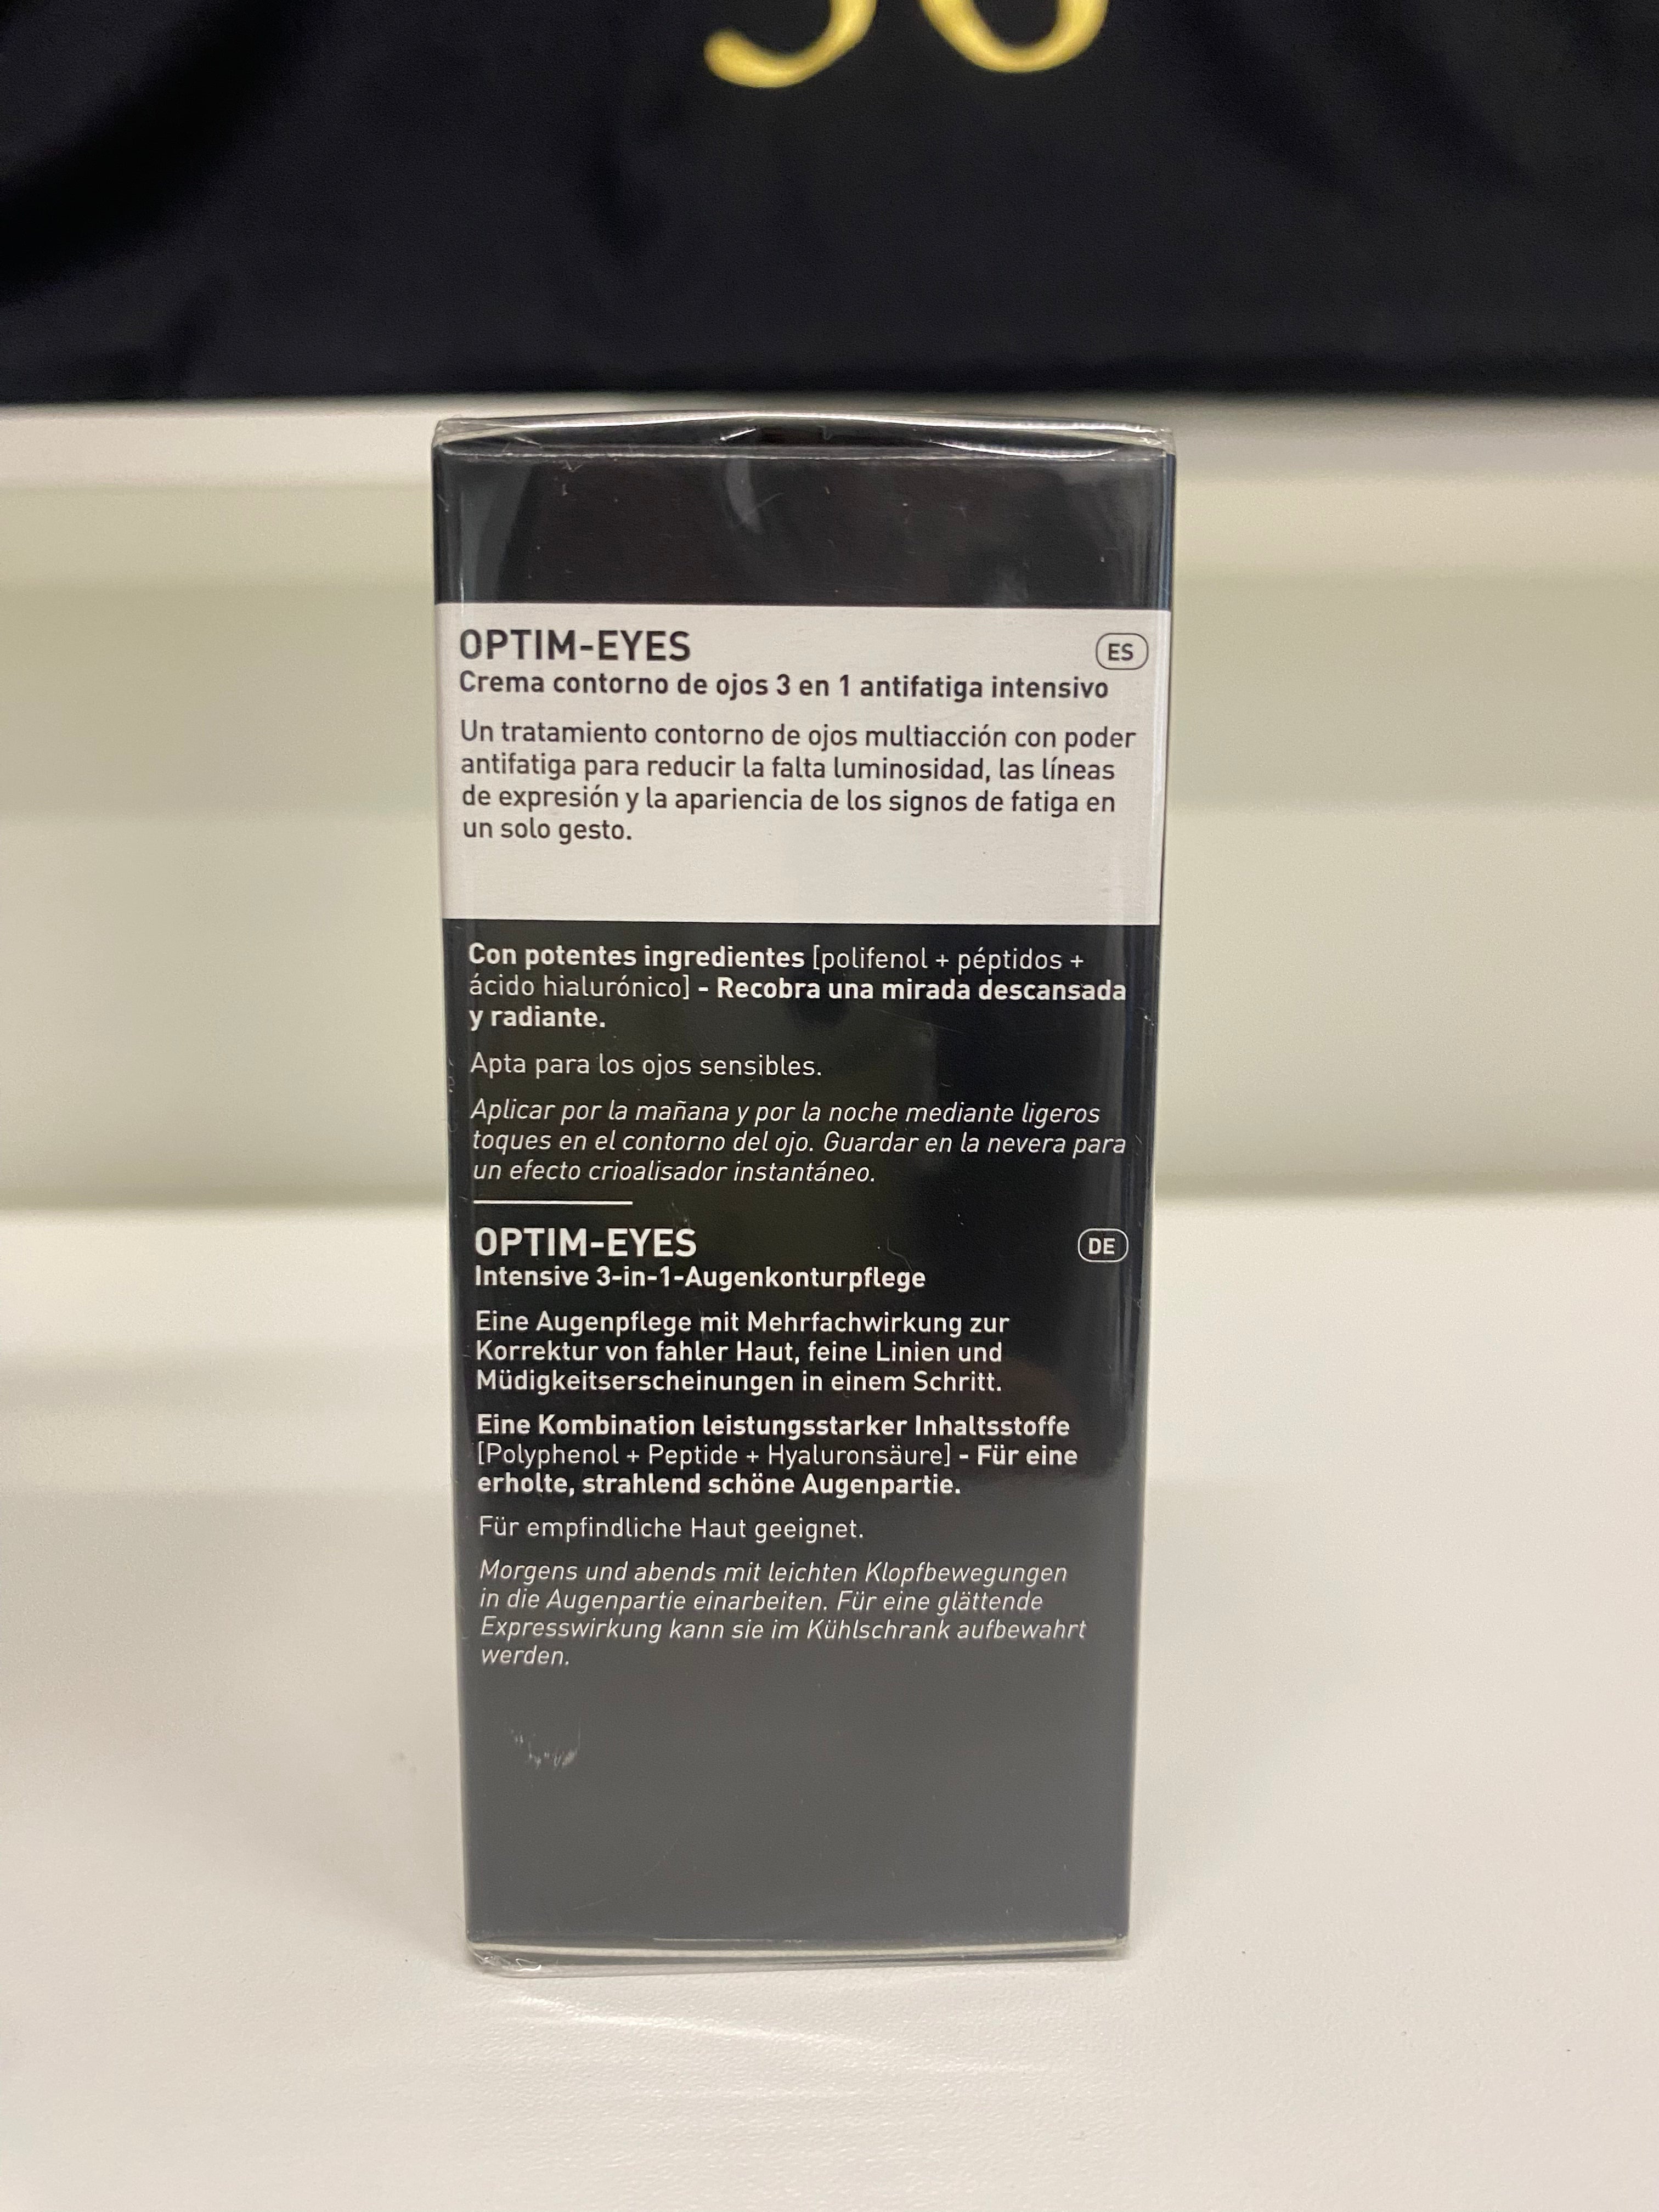 OPTIM-EYES
ES
Crema contorno de ojos 3 en 1 antifatiga intensivo
Un tratamiento contorno de ojos multiacción con poder
antifatiga para reducir la falta luminosidad, las líneas
de expresión y la apariencia de los signos de fatiga en
un solo gesto.
Con potentes ingredientes [polifenol + péptidos +
ácido hialurónico] - Recobra una mirada descansada
y radiante.
Apta para los ojos sensibles.
Aplicar por la mañana y por la noche mediante ligeros
toques en el contorno del ojo. Guardar en la nevera para
un efecto crioalisador instantáneo.
OPTIM-EYES
DE
Intensive 3-in-1-Augenkonturpflege
Eine Augenpflege mit Mehrfachwirkung zur
Korrektur von fahler Haut, feine Linien und
Müdigkeitserscheinungen in einem Schritt.
Eine Kombination leistungsstarker Inhaltsstoffe
[Polyphenol + Peptide + Hyaluronsäure] - Für eine
erholte, strahlend schöne Augenpartie.
Für empfindliche Haut geeignet.
Morgens und abends mit leichten Klopfbewegungen
in die Augenpartie einarbeiten. Für eine glättende
Expresswirkung kann sie im Kühlschrank aufbewahrt
werden.